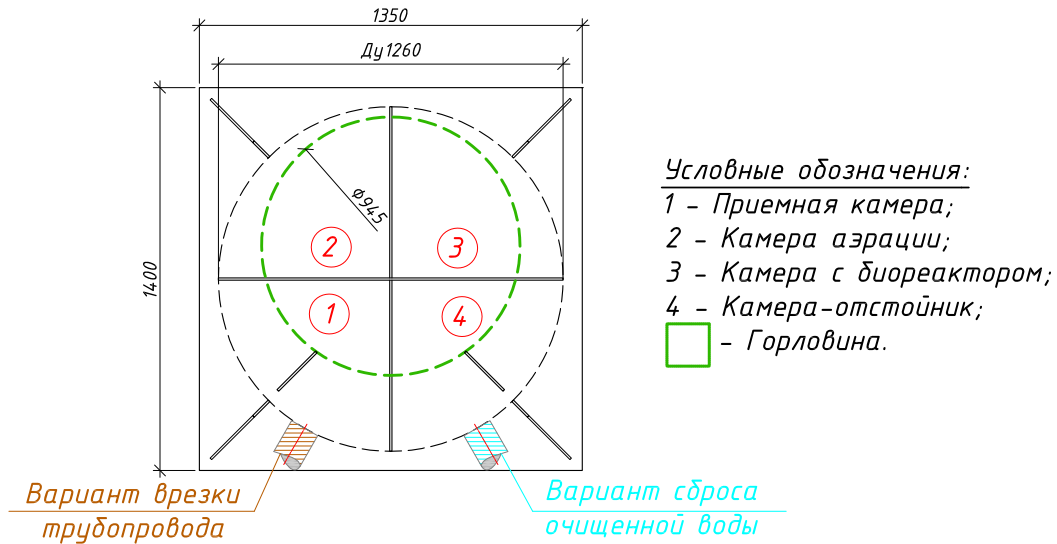 1350
Ду1260
1400
Ø945
2
3
1
4
Условные обозначения:
1 - Приемная камера;
2 - Камера аэрации;
3 - Камера с биореактором;
4 - Камера-отстойник;
- Горловина.
Вариант врезки
трубопровода
Вариант сброса
очищенной воды